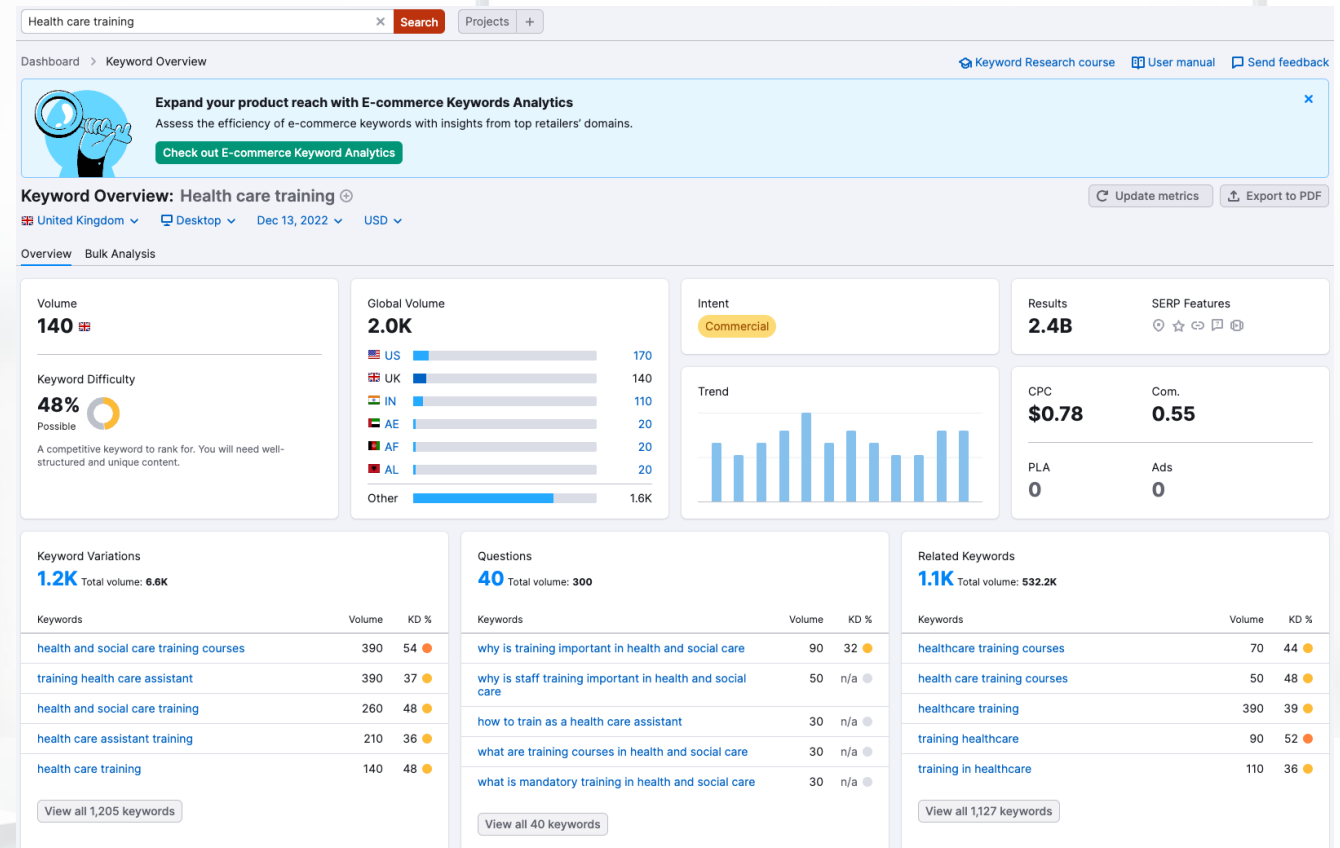 Health care training
Search
Projects
+
Dashboard > Keyword Overview
Keyword Research course
User manual
Send feedback
Expand your product reach with E-commerce Keywords Analytics
Assess the efficiency of e-commerce keywords with insights from top retailers' domains.
Check out E-commerce Keyword Analytics
Keyword Overview: Health care training
Update metrics
Export to PDF
United Kingdom
Desktop
Dec 13, 2022
USD
Overview
Bulk Analysis
Volume
140
Keyword Difficulty
48%
Possible
A competitive keyword to rank for. You will need well-
structured and unique content.
Global Volume
2.0K
US 170
UK 140
IN 110
AE 20
AF 20
AL 20
Other 1.6K
Intent
Commercial
Trend
Results
2.4B
SERP Features
CPC
$0.78
Com.
0.55
PLA
0
Ads
0
Keyword Variations
1.2K Total volume: 6.6K
Keywords Volume KD %
health and social care training courses 390 54
training health care assistant 390 37
health and social care training 260 48
health care assistant training 210 36
health care training 140 48
View all 1,205 keywords
Questions
40 Total volume: 300
Keywords Volume KD %
why is training important in health and social care 90 32
why is staff training important in health and social 50 n/a
care
how to train as a health care assistant 30 n/a
what are training courses in health and social care 30 n/a
what is mandatory training in health and social care 30 n/a
View all 40 keywords
Related Keywords
1.1K Total volume: 532.2K
Keywords Volume KD %
healthcare training courses 70 44
health care training courses 50 48
healthcare training 390 39
training healthcare 90 52
training in healthcare 110 36
View all 1,127 keywords